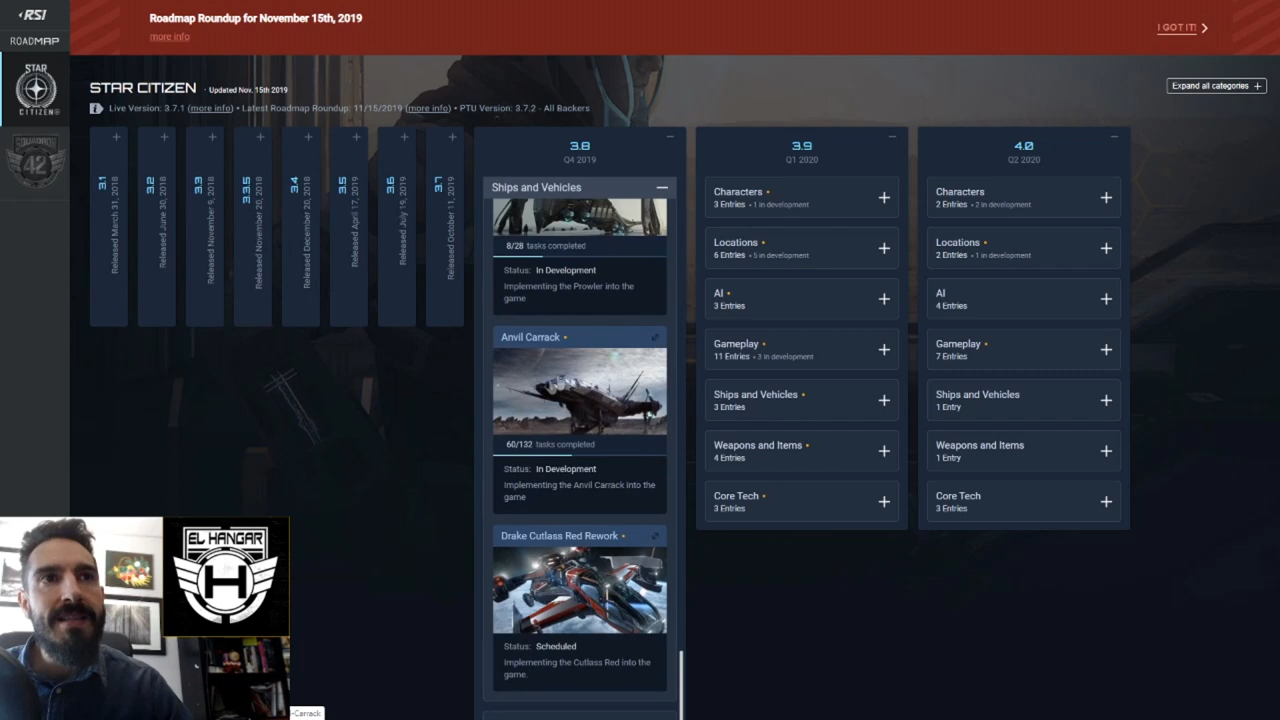 RSI
ROADMAP
STAR
CITIZEN®
SQUADRON
42
Roadmap Roundup for November 15th, 2019
more info
I GOT IT!
STAR CITIZEN • Updated Nov. 15th 2019
Expand all categories +
Live Version: 3.7.1 (more info) • Latest Roadmap Roundup: 11/15/2019 (more info) • PTU Version: 3.7.2 - All Backers
3.1
Released March 31, 2018
3.2
Released June 30, 2018
3.3
Released November 9, 2018
3.3.5
Released November 20, 2018
3.4
Released December 20, 2018
3.5
Released April 17, 2019
3.6
Released July 19, 2019
3.7
Released October 11, 2019
3.8
Q4 2019
Ships and Vehicles
8/28 tasks completed
Status: In Development
Implementing the Prowler into the
game
Anvil Carrack •
60/132 tasks completed
Status: In Development
Implementing the Anvil Carrack into the
game
Drake Cutlass Red Rework •
Status: Scheduled
Implementing the Cutlass Red into the
game.
3.9
Q1 2020
Characters •
3 Entries • 1 in development
Locations •
6 Entries • 5 in development
AI •
3 Entries
Gameplay •
11 Entries • 3 in development
Ships and Vehicles •
3 Entries
Weapons and Items •
4 Entries
Core Tech •
3 Entries
4.0
Q2 2020
Characters
2 Entries • 2 in development
Locations •
2 Entries • 1 in development
AI
4 Entries
Gameplay •
7 Entries
Ships and Vehicles
1 Entry
Weapons and Items
1 Entry
Core Tech
3 Entries
EL HANGAR
H
-Carrack